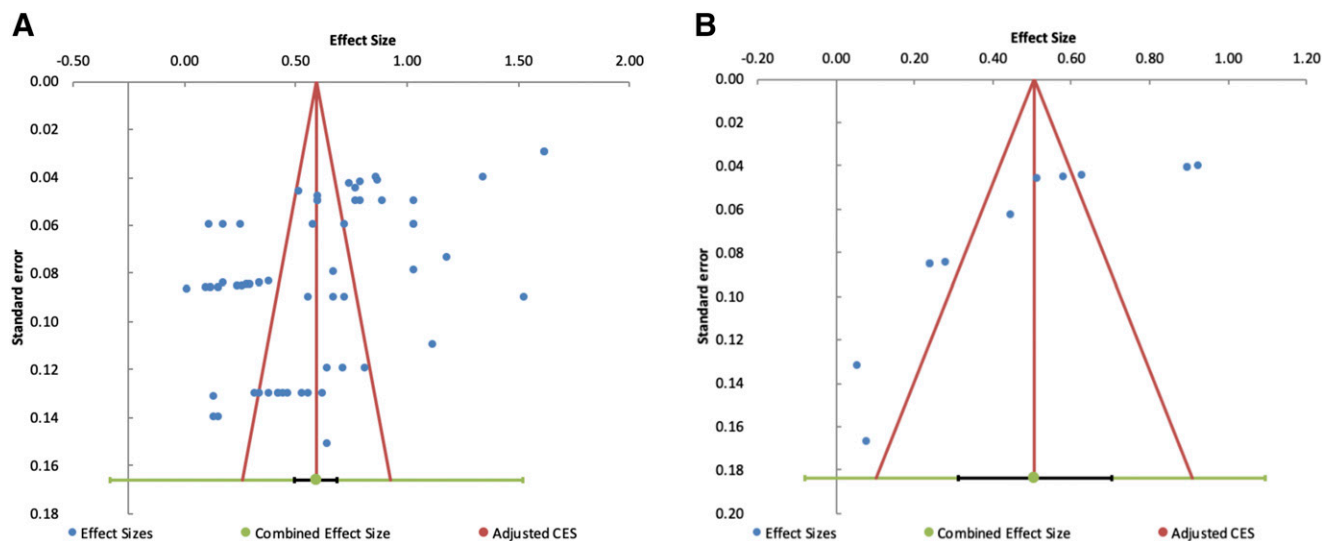 A
Effect Size
-0.50 0.00 0.50 1.00 1.50 2.00
0.00
0.02
0.04
0.06
0.08
0.10
0.12
0.14
0.16
0.18
Standard error
Effect Sizes Combined Effect Size Adjusted CES
B
Effect Size
-0.20 0.00 0.20 0.40 0.60 0.80 1.00 1.20
0.00
0.02
0.04
0.06
0.08
0.10
0.12
0.14
0.16
0.18
0.20
Standard error
Effect Sizes Combined Effect Size Adjusted CES